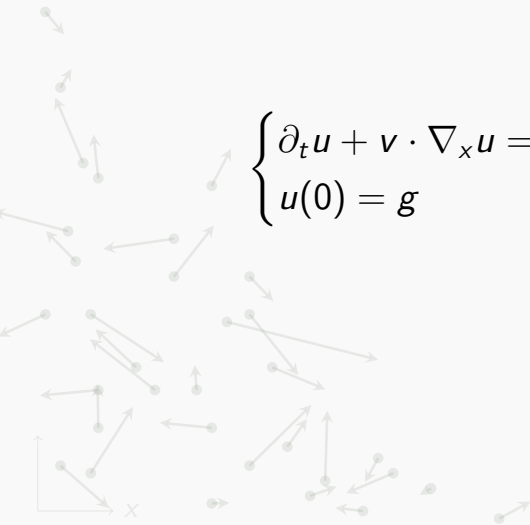 ∂ₜu + v · ∇ₓu =
u(0) = g
x